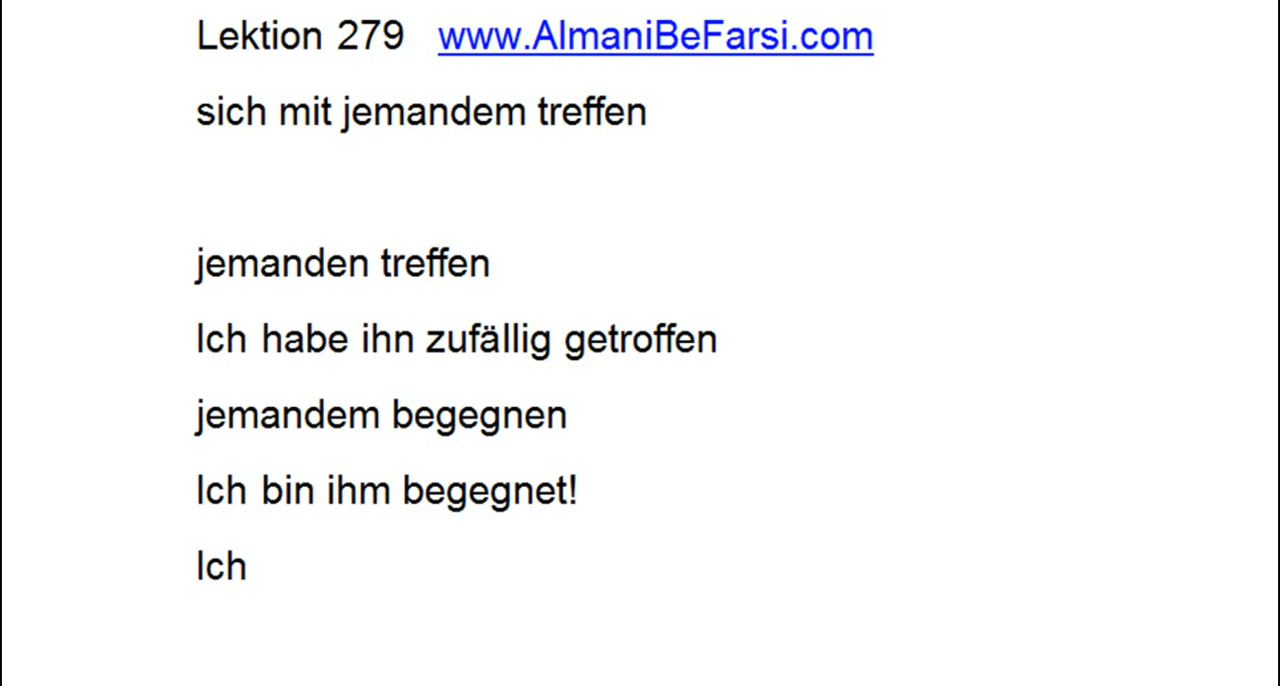 Lektion 279 www.AlmaniBeFarsi.com
sich mit jemandem treffen
jemanden treffen
Ich habe ihn zufällig getroffen
jemandem begegnen
Ich bin ihm begegnet!
Ich